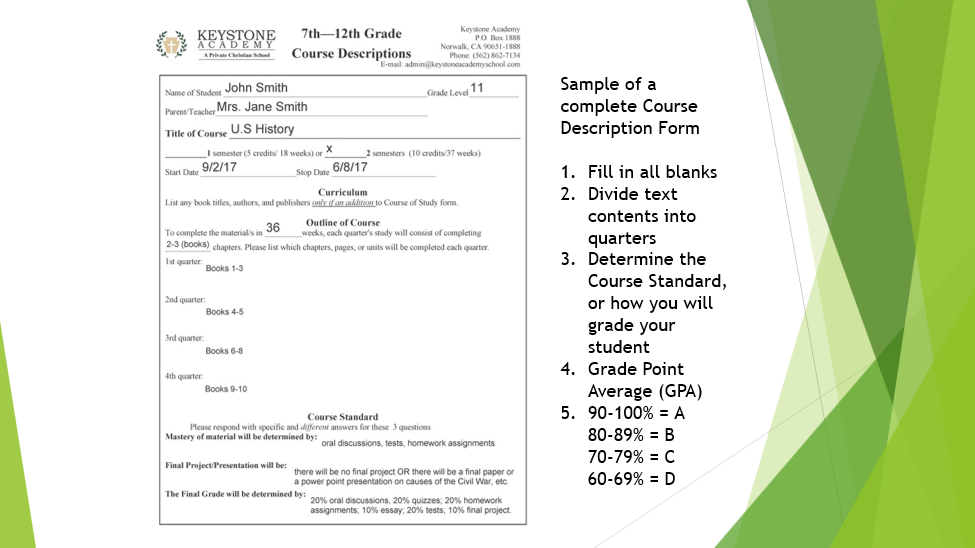 KEYSTONE
ACADEMY
A Private Christian School
7th—12th Grade
Course Descriptions
Keystone Academy
P.O. Box 1888
Norwalk, CA 90651-1888
Phone: (562) 862-7134
E-mail: admin@keystoneacademyschool.com
Name of Student John Smith Grade Level 11
Parent/Teacher Mrs. Jane Smith
Title of Course U.S History
1 semester (5 credits/ 18 weeks) or X 2 semesters (10 credits/37 weeks)
Start Date 9/2/17 Stop Date 6/8/17
Curriculum
List any book titles, authors, and publishers only if an addition to Course of Study form.
Outline of Course
To complete the material/s in 36 weeks, each quarter's study will consist of completing
2-3 (books) chapters. Please list which chapters, pages, or units will be completed each quarter.
1st quarter:
Books 1-3
2nd quarter:
Books 4-5
3rd quarter:
Books 6-8
4th quarter:
Books 9-10
Course Standard
Please respond with specific and different answers for these 3 questions
Mastery of material will be determined by:
oral discussions, tests, homework assignments
Final Project/Presentation will be:
there will be no final project OR there will be a final paper or
a power point presentation on causes of the Civil War, etc.
The Final Grade will be determined by:
20% oral discussions, 20% quizzes; 20% homework
assignments; 10% essay; 20% tests; 10% final project.
Sample of a
complete Course
Description Form
1. Fill in all blanks
2. Divide text
contents into
quarters
3. Determine the
Course Standard,
or how you will
grade your
student
4. Grade Point
Average (GPA)
5. 90-100% = A
80-89% = B
70-79% = C
60-69% = D